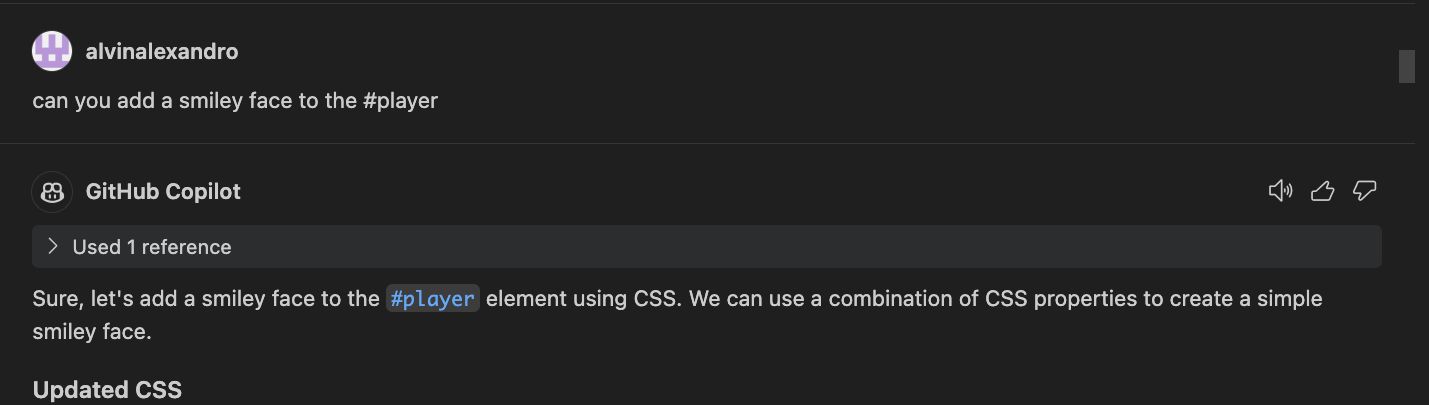 alvinalexandro
can you add a smiley face to the #player
GitHub Copilot
Used 1 reference
Sure, let's add a smiley face to the #player element using CSS. We can use a combination of CSS properties to create a simple
smiley face.
Updated CSS